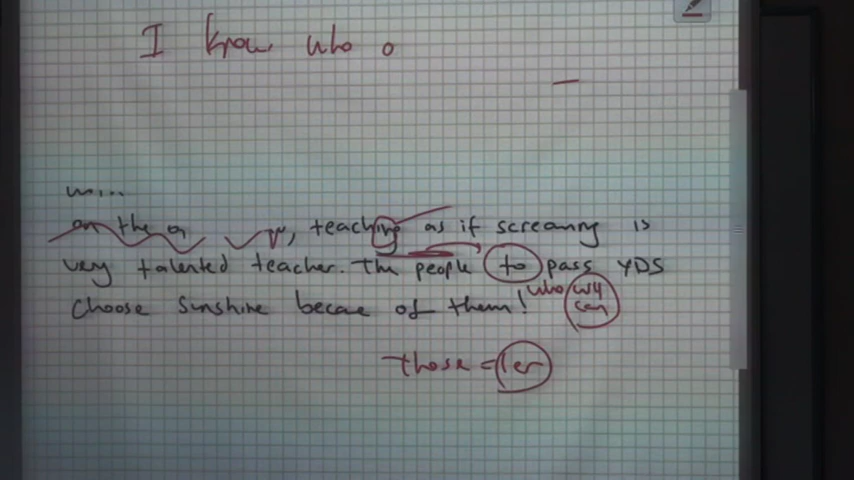 I know who o
on the
, teaching as if screaming is
very talented teacher. The people to pass YDS
who will
choose Sunshine because of them! can
those = ler